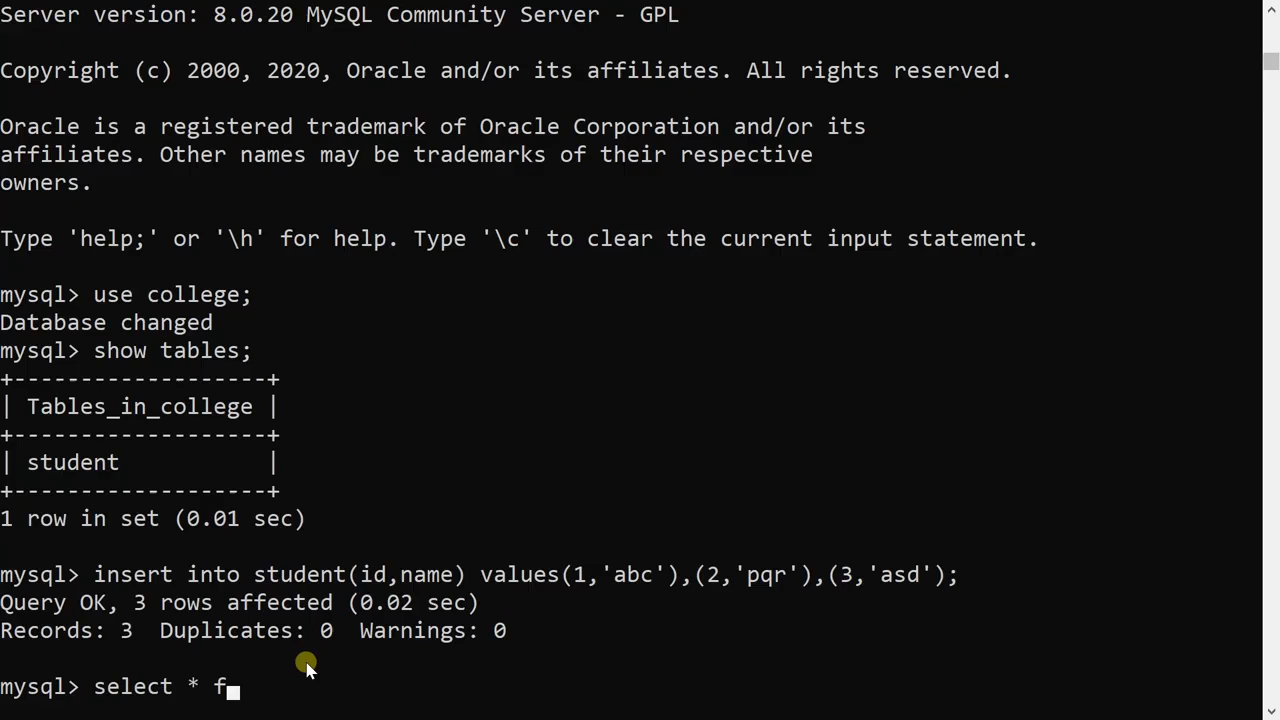 Server version: 8.0.20 MySQL Community Server - GPL
Copyright (c) 2000, 2020, Oracle and/or its affiliates. All rights reserved.
Oracle is a registered trademark of Oracle Corporation and/or its
affiliates. Other names may be trademarks of their respective
owners.
Type 'help;' or '\h' for help. Type '\c' to clear the current input statement.
mysql> use college;
Database changed
mysql> show tables;
+-------------------+
| Tables_in_college |
+-------------------+
| student           |
+-------------------+
1 row in set (0.01 sec)
mysql> insert into student(id,name) values(1,'abc'),(2,'pqr'),(3,'asd');
Query OK, 3 rows affected (0.02 sec)
Records: 3  Duplicates: 0  Warnings: 0
mysql> select * f